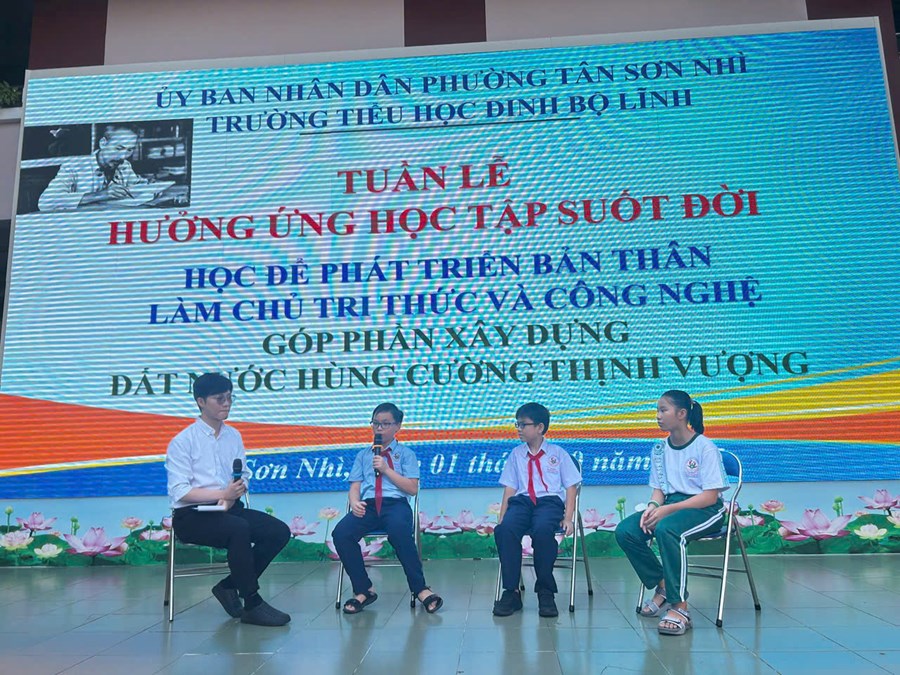 ỦY BAN NHÂN DÂN PHƯỜNG TÂN SƠN NHÌ
TRƯỜNG TIỂU HỌC ĐINH BỘ LĨNH
TUẦN LỄ
HƯỞNG ỨNG HỌC TẬP SUỐT ĐỜI
HỌC ĐỂ PHÁT TRIỂN BẢN THÂN
LÀM CHỦ TRI THỨC VÀ CÔNG NGHỆ
GÓP PHẦN XÂY DỰNG
ĐẤT NƯỚC HÙNG CƯỜNG THỊNH VƯỢNG
Sơn Nhì, 01 năm